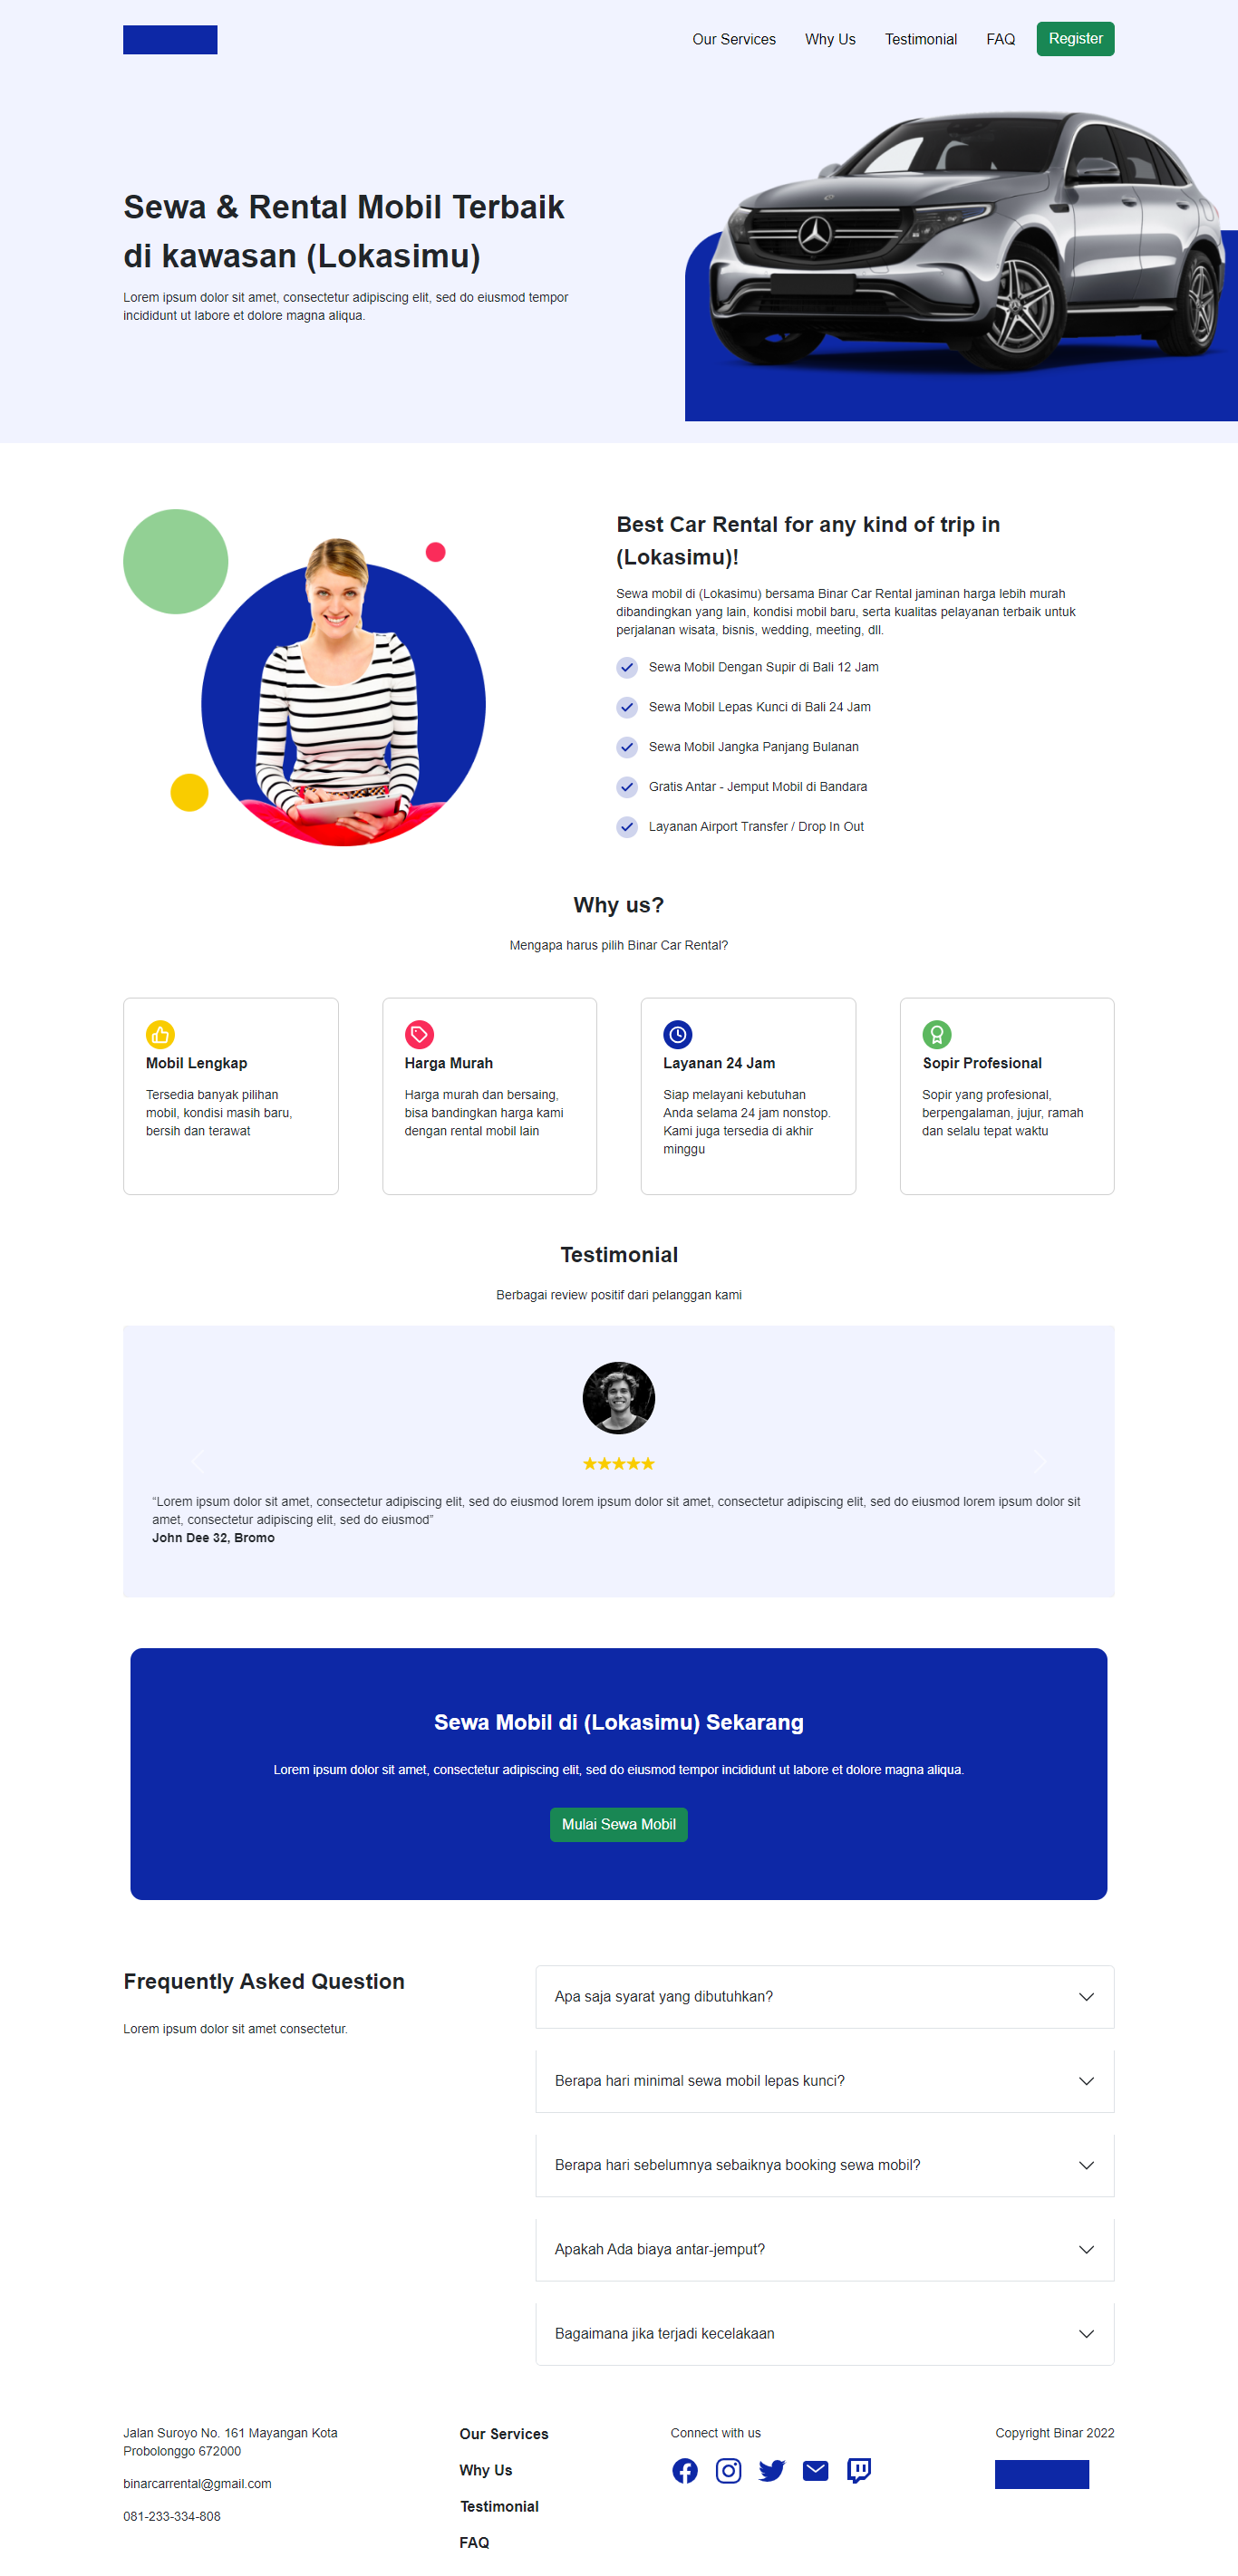 Our Services Why Us Testimonial FAQ Register
Sewa & Rental Mobil Terbaik
di kawasan (Lokasimu)
Lorem ipsum dolor sit amet, consectetur adipiscing elit, sed do eiusmod tempor
incididunt ut labore et dolore magna aliqua.
Best Car Rental for any kind of trip in
(Lokasimu)!
Sewa mobil di (Lokasimu) bersama Binar Car Rental jaminan harga lebih murah
dibandingkan yang lain, kondisi mobil baru, serta kualitas pelayanan terbaik untuk
perjalanan wisata, bisnis, wedding, meeting, dll.
Sewa Mobil Dengan Supir di Bali 12 Jam
Sewa Mobil Lepas Kunci di Bali 24 Jam
Sewa Mobil Jangka Panjang Bulanan
Gratis Antar - Jemput Mobil di Bandara
Layanan Airport Transfer / Drop In Out
Why us?
Mengapa harus pilih Binar Car Rental?
Mobil Lengkap
Tersedia banyak pilihan
mobil, kondisi masih baru,
bersih dan terawat
Harga Murah
Harga murah dan bersaing,
bisa bandingkan harga kami
dengan rental mobil lain
Layanan 24 Jam
Siap melayani kebutuhan
Anda selama 24 jam nonstop.
Kami juga tersedia di akhir
minggu
Sopir Profesional
Sopir yang profesional,
berpengalaman, jujur, ramah
dan selalu tepat waktu
Testimonial
Berbagai review positif dari pelanggan kami
“Lorem ipsum dolor sit amet, consectetur adipiscing elit, sed do eiusmod lorem ipsum dolor sit amet, consectetur adipiscing elit, sed do eiusmod lorem ipsum dolor sit
amet, consectetur adipiscing elit, sed do eiusmod”
John Dee 32, Bromo
Sewa Mobil di (Lokasimu) Sekarang
Lorem ipsum dolor sit amet, consectetur adipiscing elit, sed do eiusmod tempor incididunt ut labore et dolore magna aliqua.
Mulai Sewa Mobil
Frequently Asked Question
Lorem ipsum dolor sit amet consectetur.
Apa saja syarat yang dibutuhkan?
Berapa hari minimal sewa mobil lepas kunci?
Berapa hari sebelumnya sebaiknya booking sewa mobil?
Apakah Ada biaya antar-jemput?
Bagaimana jika terjadi kecelakaan
Jalan Suroyo No. 161 Mayangan Kota
Probolonggo 672000
binarcarrental@gmail.com
081-233-334-808
Our Services
Why Us
Testimonial
FAQ
Connect with us
Copyright Binar 2022